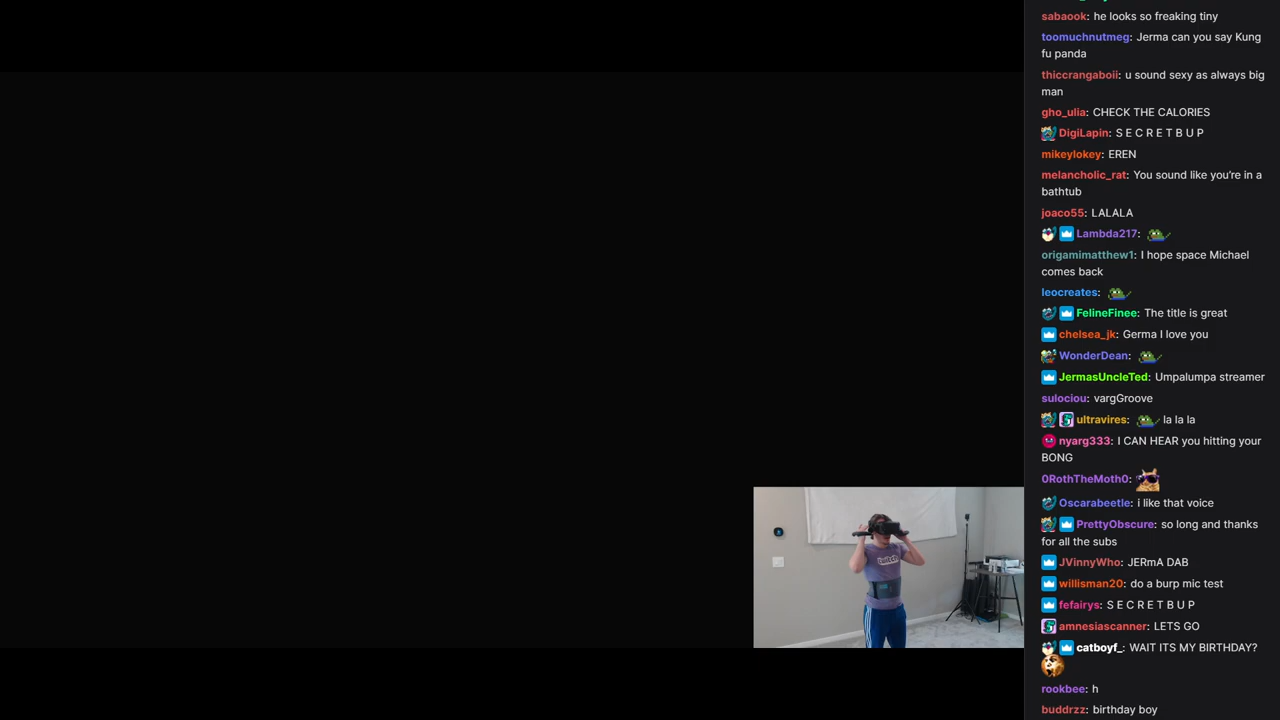 sabaook: he looks so freaking tiny
toomuchnutmeg: Jerma can you say Kung
fu panda
thiccrangaboii: u sound sexy as always big
man
gho_ulia: CHECK THE CALORIES
DigiLapin: S E C R E T B U P
mikeylokey: EREN
melancholic_rat: You sound like you're in a
bathtub
joaco55: LALALA
Lambda217:
origamimatthew1: I hope space Michael
comes back
leocreates:
FelineFinee: The title is great
chelsea_jk: Germa I love you
WonderDean:
JermasUncleTed: Umpalumpa streamer
sulociou: vargGroove
ultravires: la la la
nyarg333: I CAN HEAR you hitting your
BONG
0RothTheMoth0:
Oscarabeetle: i like that voice
PrettyObscure: so long and thanks
for all the subs
JVinnyWho: JERmA DAB
willisman20: do a burp mic test
fefairys: S E C R E T B U P
amnesiascanner: LETS GO
catboyf_: WAIT ITS MY BIRTHDAY?
rookbee: h
buddrzz: birthday boy